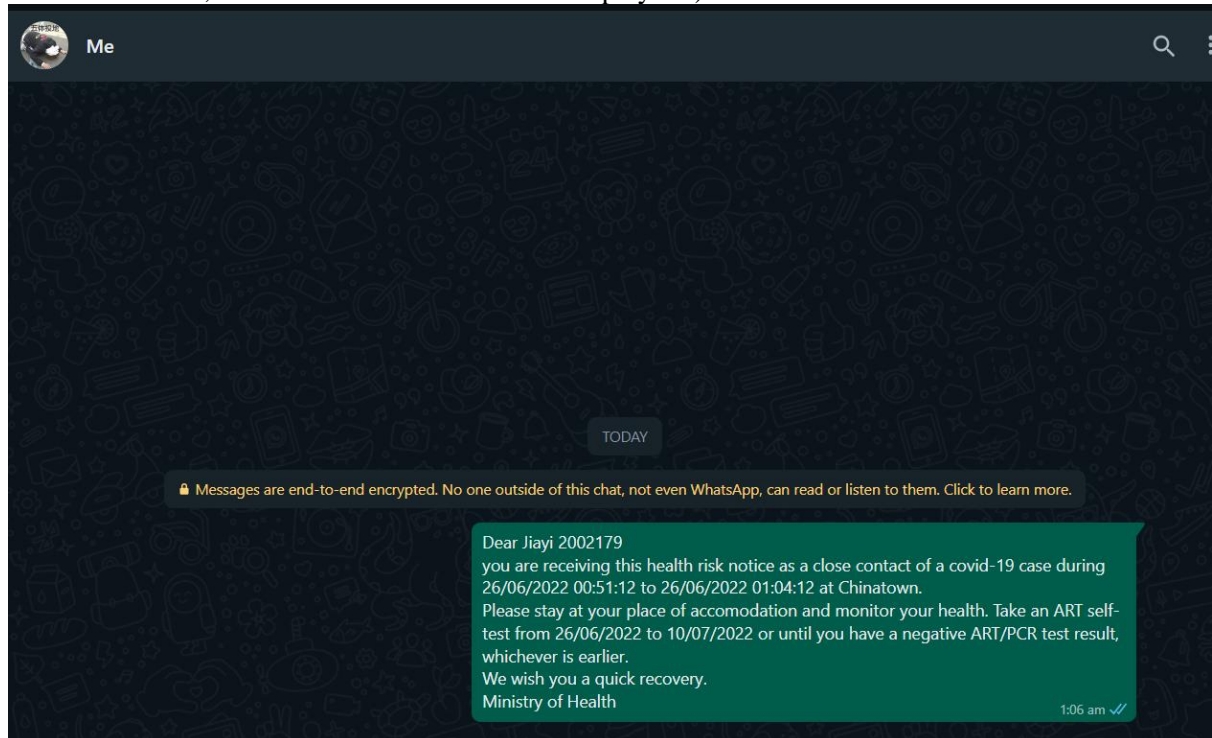 五体投地
Me
TODAY
Messages are end-to-end encrypted. No one outside of this chat, not even WhatsApp, can read or listen to them. Click to learn more.
Dear Jiayi 2002179
you are receiving this health risk notice as a close contact of a covid-19 case during
26/06/2022 00:51:12 to 26/06/2022 01:04:12 at Chinatown.
Please stay at your place of accomodation and monitor your health. Take an ART self-
test from 26/06/2022 to 10/07/2022 or until you have a negative ART/PCR test result,
whichever is earlier.
We wish you a quick recovery.
Ministry of Health
1:06 am